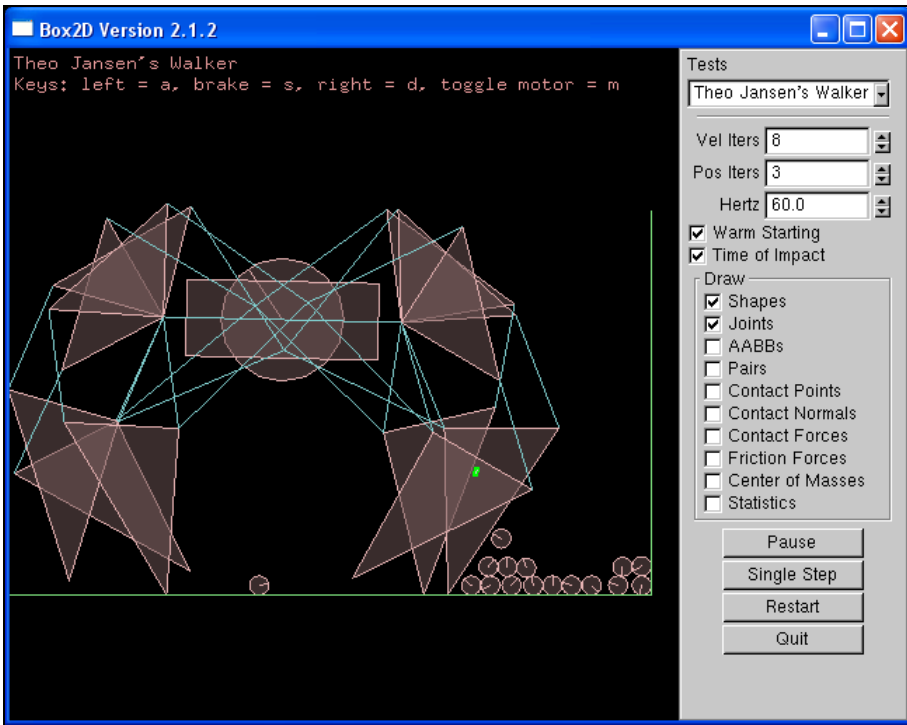 Box2D Version 2.1.2
Theo Jansen's Walker
Keys: left = a, brake = s, right = d, toggle motor = m
Tests
Theo Jansen's Walker
Vel Iters 8
Pos Iters 3
Hertz 60.0
Warm Starting
Time of Impact
Draw
Shapes
Joints
AABBs
Pairs
Contact Points
Contact Normals
Contact Forces
Friction Forces
Center of Masses
Statistics
Pause
Single Step
Restart
Quit